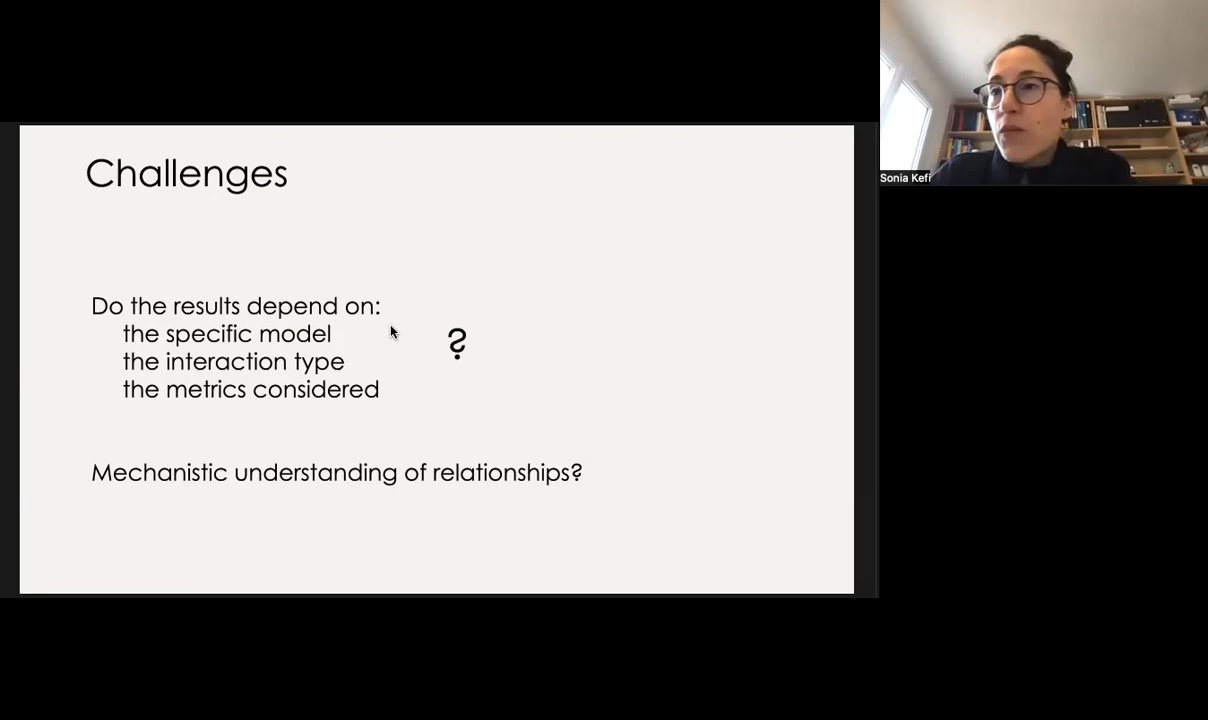 Challenges
Do the results depend on:
the specific model
the interaction type
the metrics considered
?
Mechanistic understanding of relationships?
Sonia Kefi